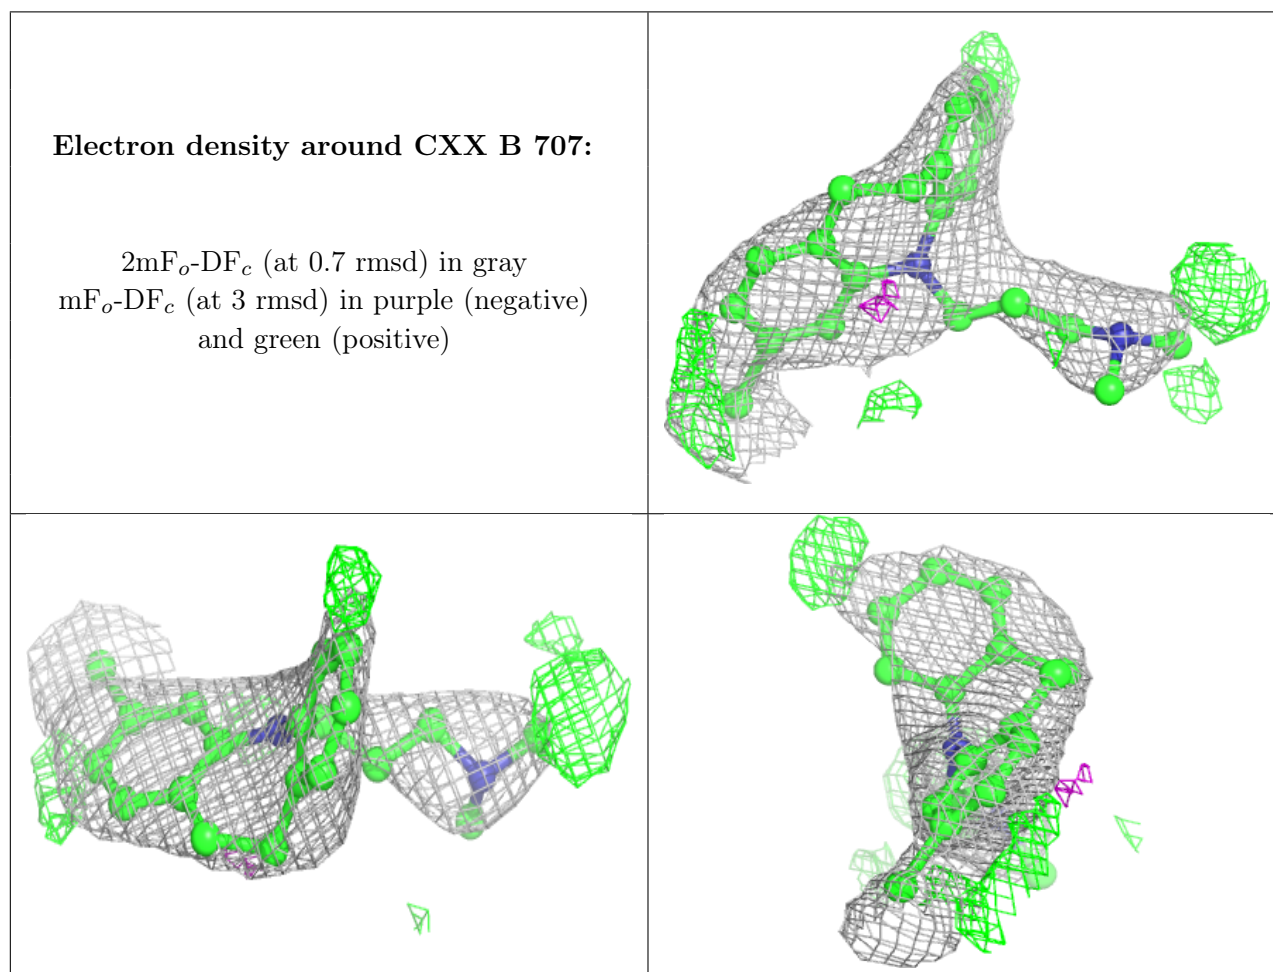 Electron density around CXX B 707:
2mFo-DFc (at 0.7 rmsd) in gray
mFo-DFc (at 3 rmsd) in purple (negative)
and green (positive)